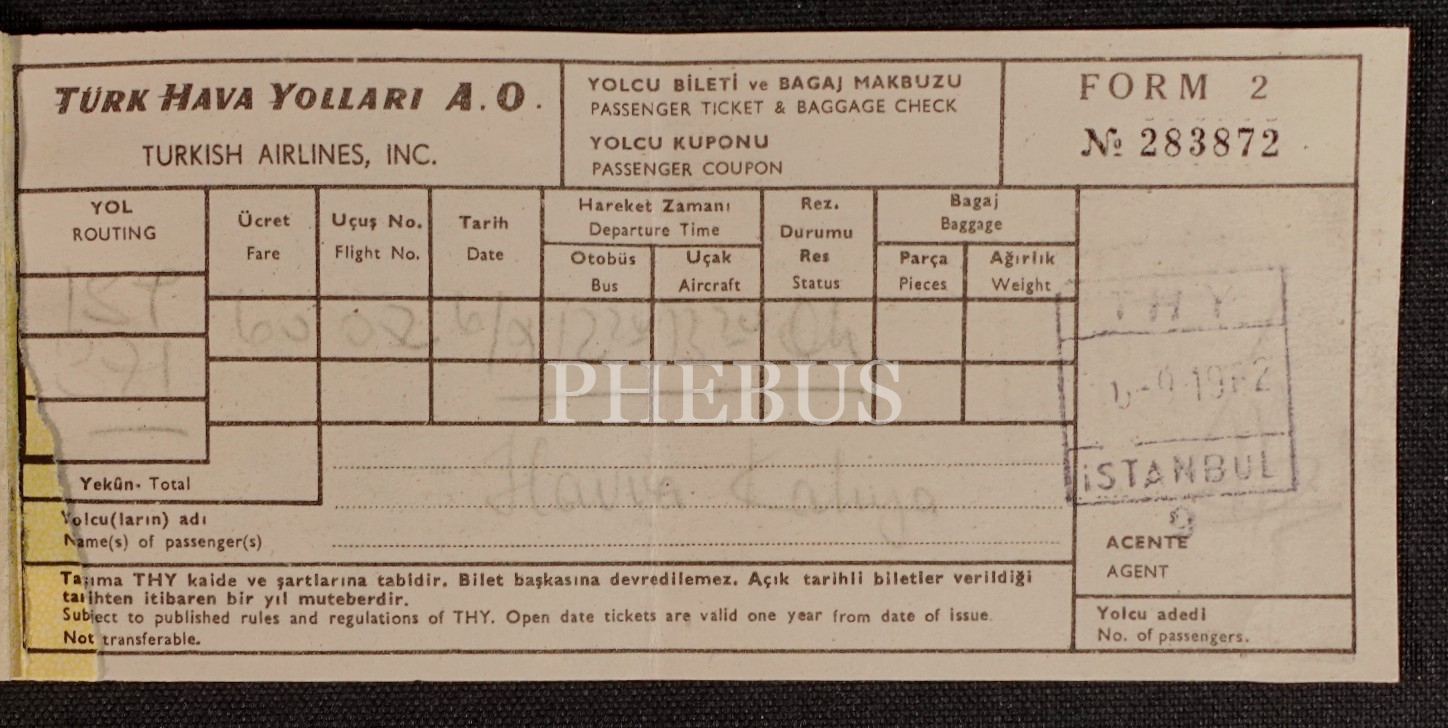 TÜRK HAVA YOLLARI A.O.
TURKISH AIRLINES, INC.
YOLCU BİLETİ ve BAGAJ MAKBUZU
PASSENGER TICKET & BAGGAGE CHECK
YOLCU KUPONU
PASSENGER COUPON
FORM 2
№ 283872
YOL
ROUTING
Ücret
Fare
Uçuş No.
Flight No.
Tarih
Date
Hareket Zamanı
Departure Time
Otobüs
Bus
Uçak
Aircraft
Rez.
Durumu
Res
Status
Bagaj
Baggage
Parça
Pieces
Ağırlık
Weight
IST
THY
PHEBUS
İSTANBUL
Yekûn- Total
Yolcu(ların) adı
Name(s) of passenger(s)
ACENTE
AGENT
Taşıma THY kaide ve şartlarına tabidir. Bilet başkasına devredilemez. Açık tarihli biletler verildiği
tarihten itibaren bir yıl muteberdir.
Subject to published rules and regulations of THY. Open date tickets are valid one year from date of issue.
Not transferable.
Yolcu adedi
No. of passengers.